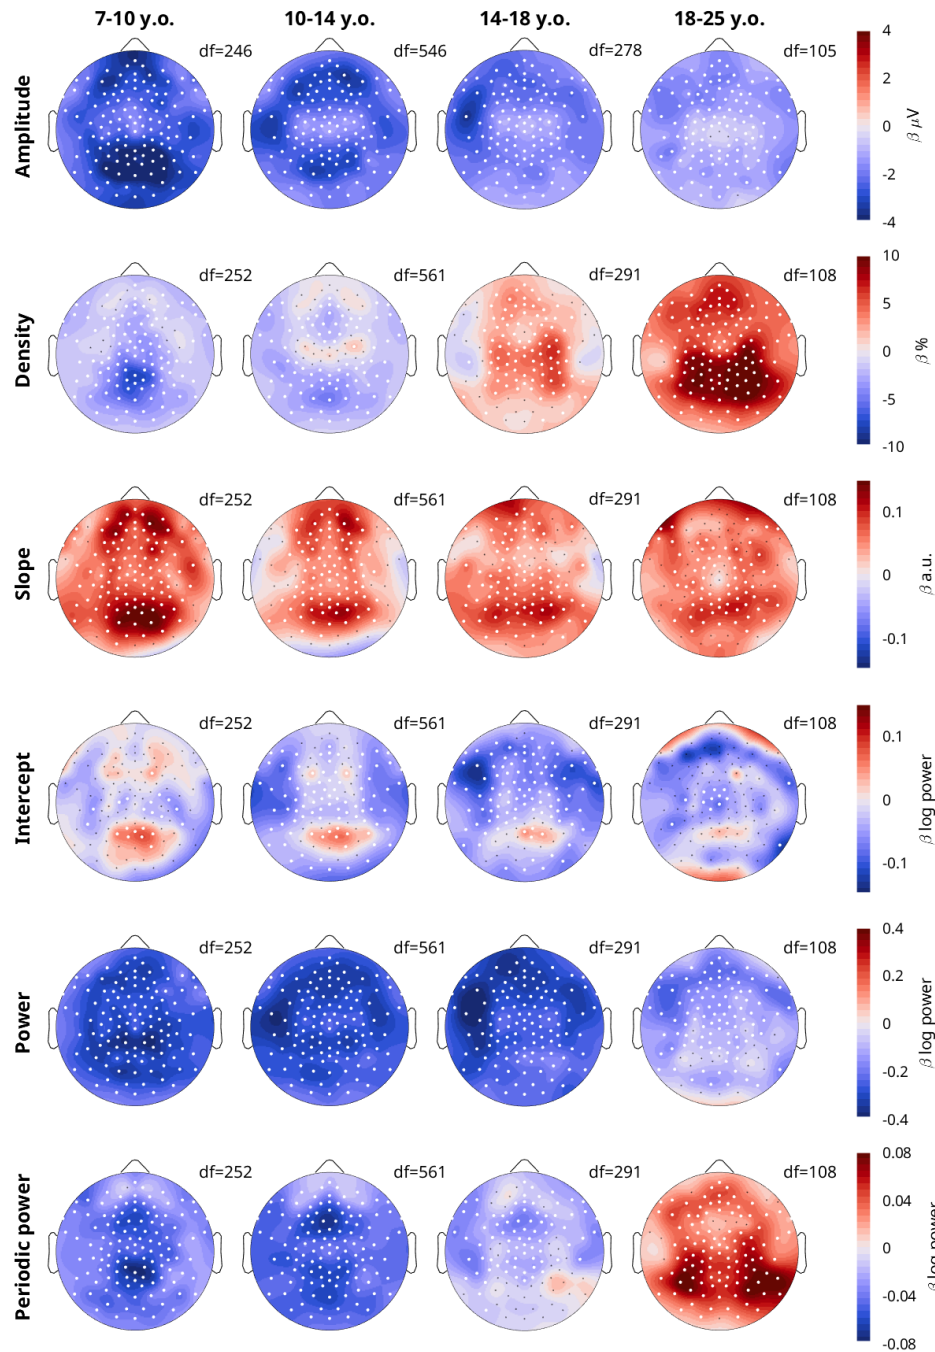 7-10 y.o. 10-14 y.o. 14-18 y.o. 18-25 y.o.
Amplitude
df=246 df=546 df=278 df=105
4
2
0
-2
-4
β μV
Density
df=252 df=561 df=291 df=108
10
5
0
-5
-10
β %
Slope
df=252 df=561 df=291 df=108
0.1
0
-0.1
β a.u.
Intercept
df=252 df=561 df=291 df=108
0.1
0
-0.1
β log power
Power
df=252 df=561 df=291 df=108
0.4
0.2
0
-0.2
-0.4
β log power
Periodic power
df=252 df=561 df=291 df=108
0.08
0.04
0
-0.04
-0.08
β log power